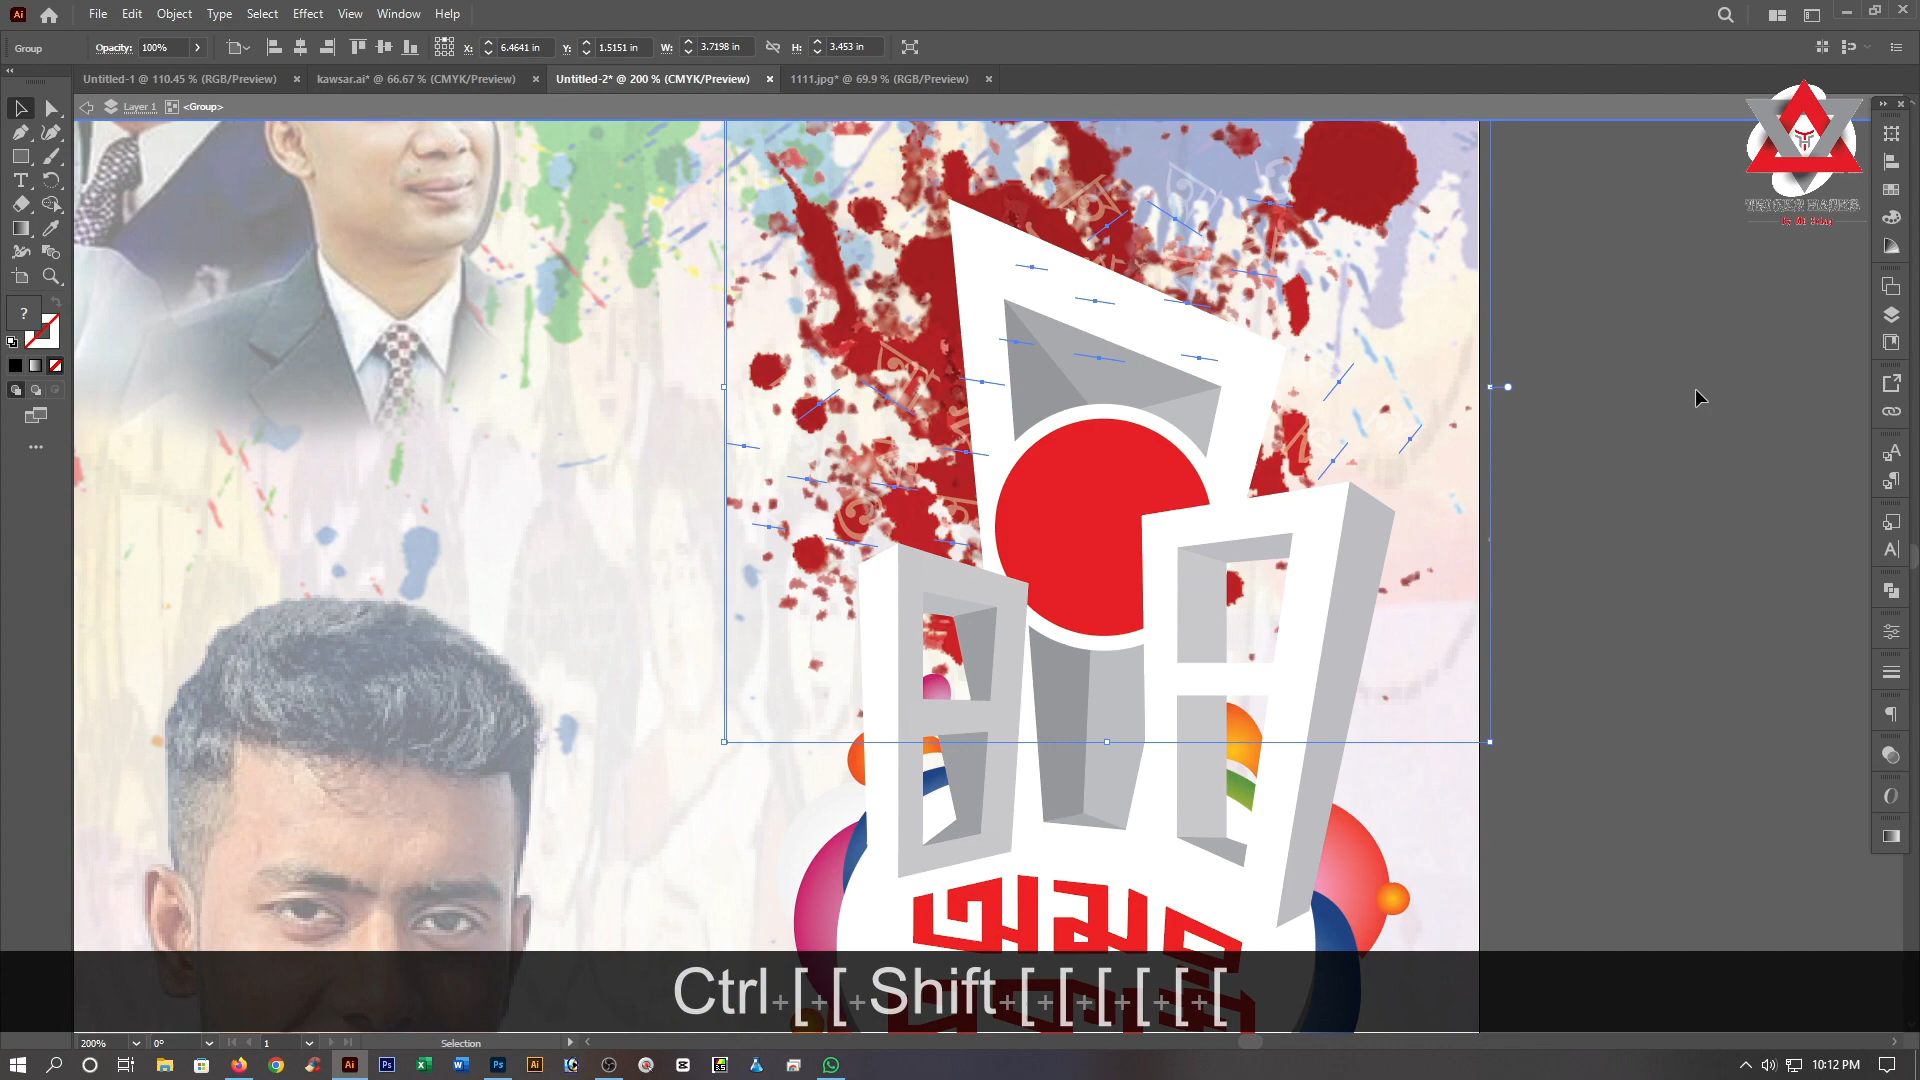 Ai File Edit Object Type Select Effect View Window Help
Group Opacity: 100% X: 6.4641 in Y: 1.5151 in W: 3.7198 in H: 3.453 in
Untitled-1 @ 110.45 % (RGB/Preview) × kawsar.ai* @ 66.67 % (CMYK/Preview) × Untitled-2* @ 200 % (CMYK/Preview) × 1111.jpg* @ 69.9 % (RGB/Preview) ×
Layer 1 <Group>
অমর
Ctrl + [ + [ + Shift + [ + [ + [ + [ + [ + [
200% 0° 1 Selection
10:12 PM